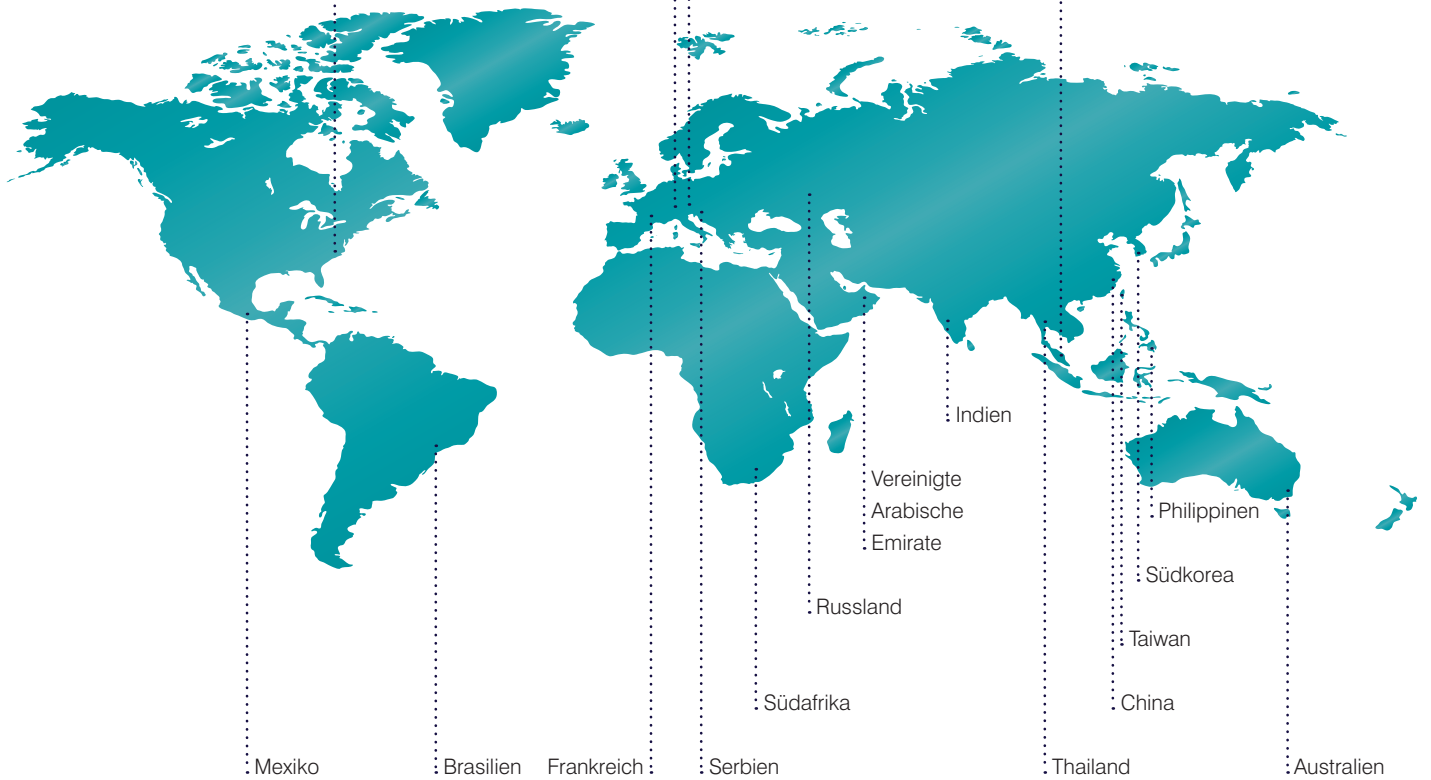 Indien
Vereinigte
Arabische
Emirate
Philippinen
Südkorea
Russland
Taiwan
Südafrika
China
Mexiko
Brasilien
Frankreich
Serbien
Thailand
Australien